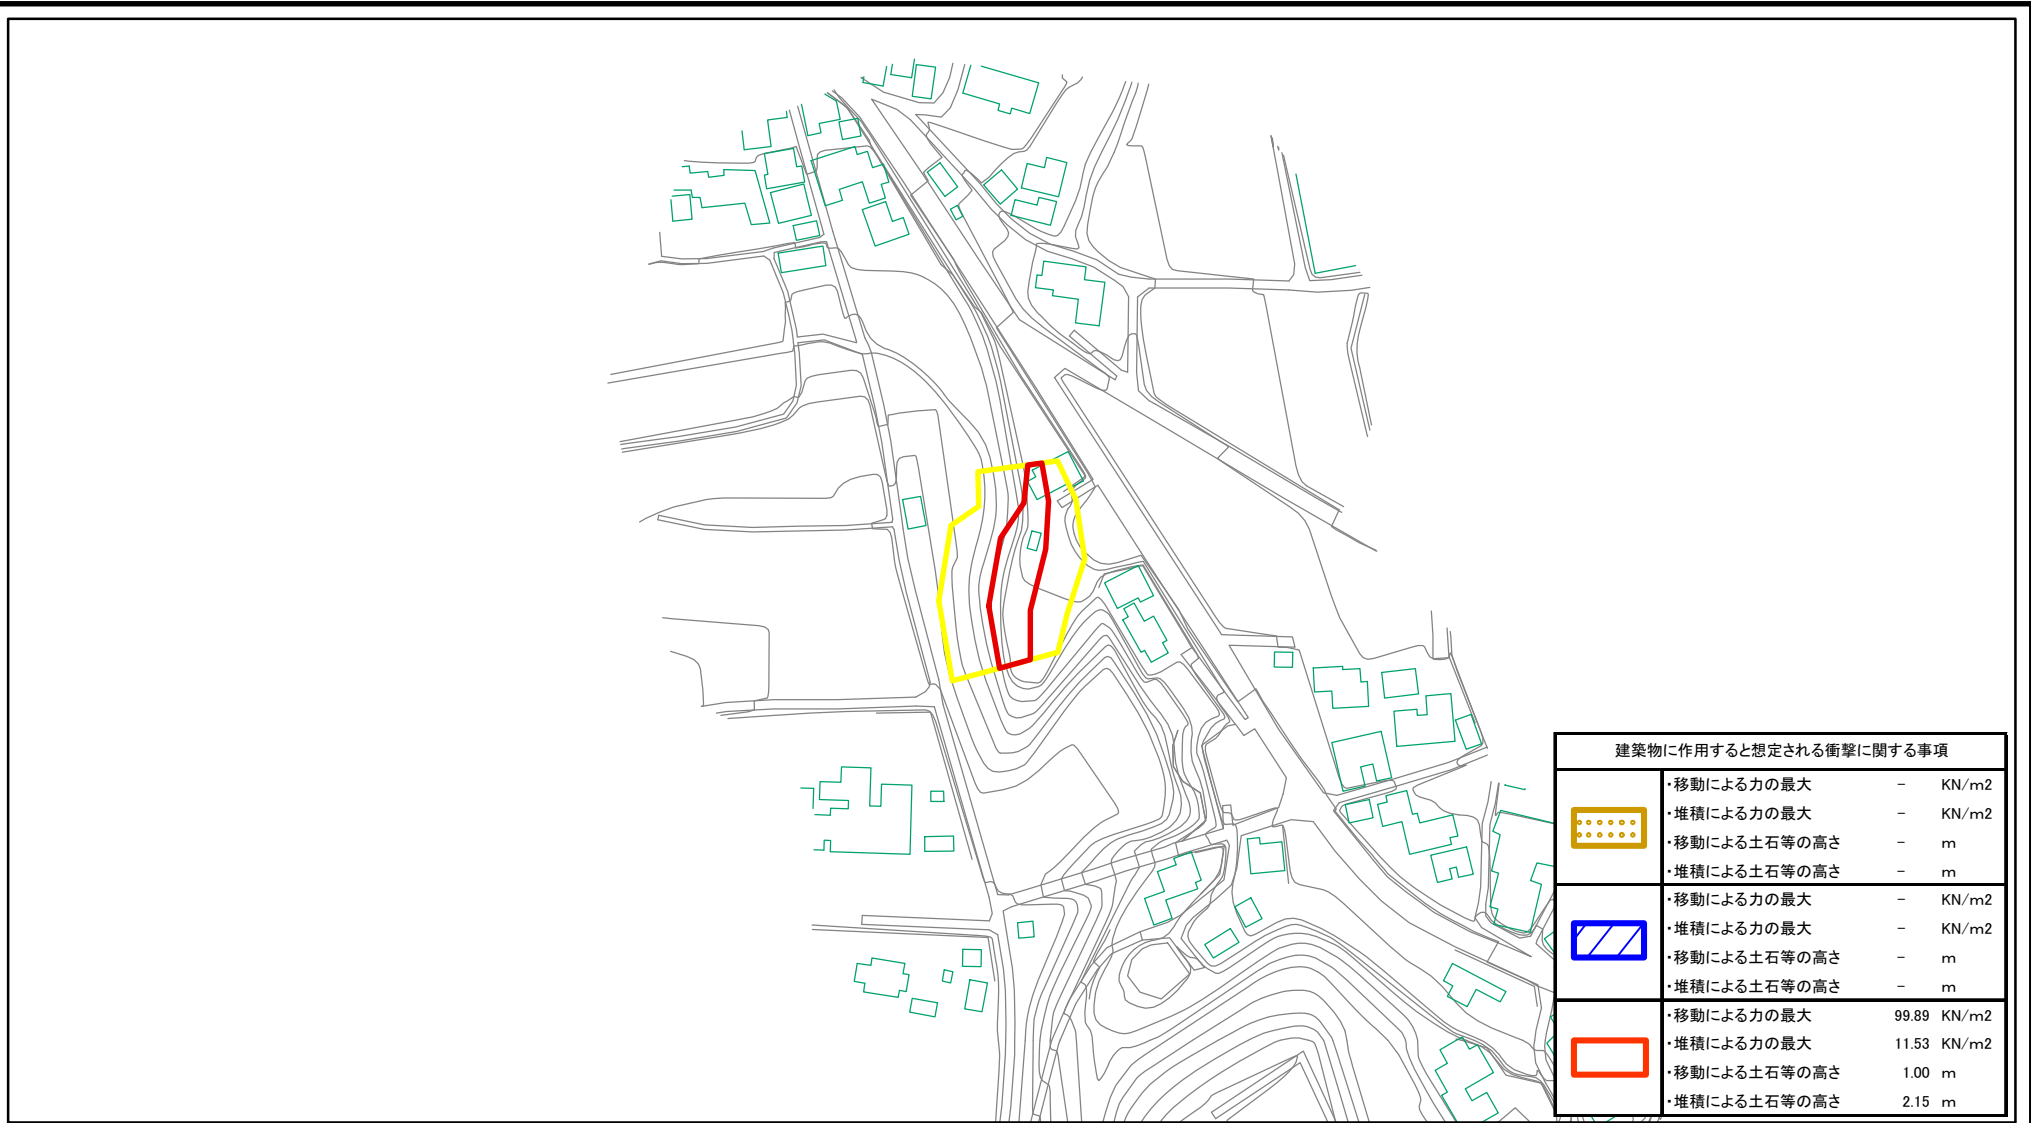 建築物に作用すると想定される衝撃に関する事項
・移動による力の最大 － KN/m2
・堆積による力の最大 － KN/m2
・移動による土石等の高さ － m
・堆積による土石等の高さ － m
・移動による力の最大 － KN/m2
・堆積による力の最大 － KN/m2
・移動による土石等の高さ － m
・堆積による土石等の高さ － m
・移動による力の最大 99.89 KN/m2
・堆積による力の最大 11.53 KN/m2
・移動による土石等の高さ 1.00 m
・堆積による土石等の高さ 2.15 m